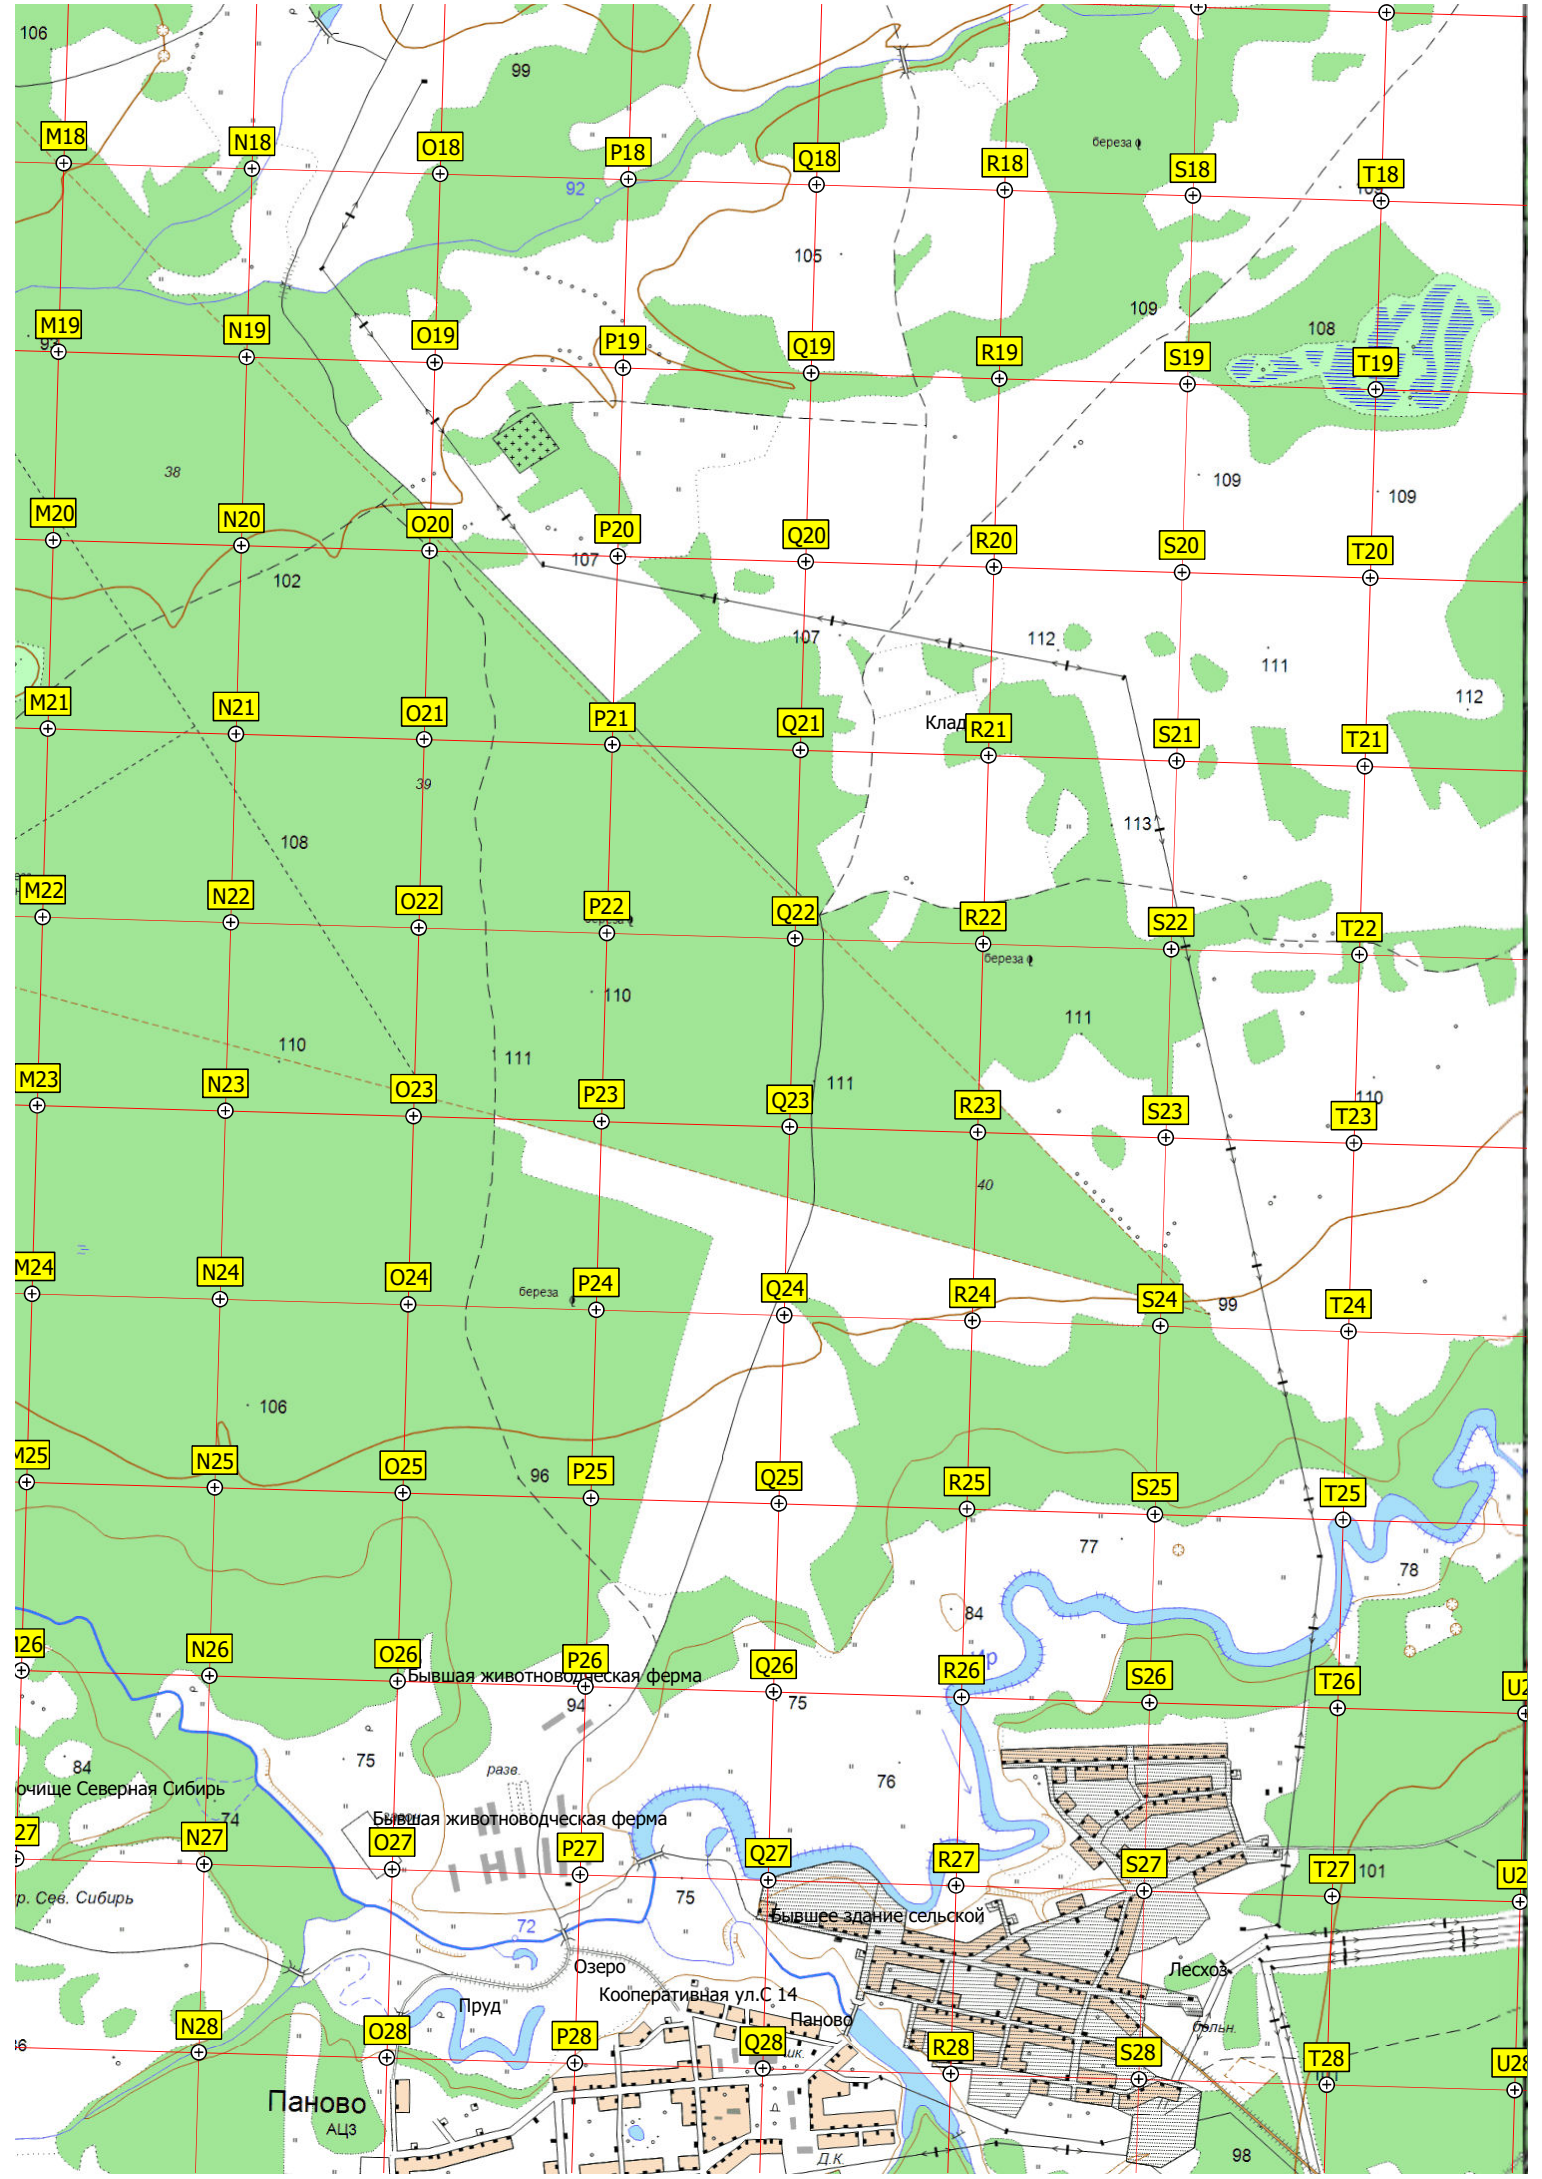 106
99
M18
N18
O18
P18
Q18
R18
береза
S18
T18
92
105
109
108
M19
N19
O19
P19
Q19
R19
S19
T19
38
109
109
M20
N20
O20
P20
Q20
R20
S20
T20
102
107
107
112
111
112
M21
N21
O21
P21
Q21
Клад
R21
S21
T21
39
108
113
M22
N22
O22
P22
Q22
R22
S22
T22
береза
110
110
111
111
111
110
M23
N23
O23
P23
Q23
R23
S23
T23
40
M24
N24
O24
береза
P24
Q24
R24
S24
99
T24
106
M25
N25
O25
96
P25
Q25
R25
S25
T25
77
78
84
N26
O26
Бывшая животноводческая ферма
P26
Q26
R26
S26
T26
94
75
84
75
разв.
76
очище Северная Сибирь
74
Бывшая животноводческая ферма
27
N27
O27
P27
Q27
R27
S27
T27
101
р. Сев. Сибирь
75
72
Бывшее здание сельской
Озеро
Лесхоз
Кооперативная ул.С 14
Пруд
Паново
больн.
N28
O28
P28
Q28
R28
S28
T28
U28
Паново
АЦЗ
Д.К.
98